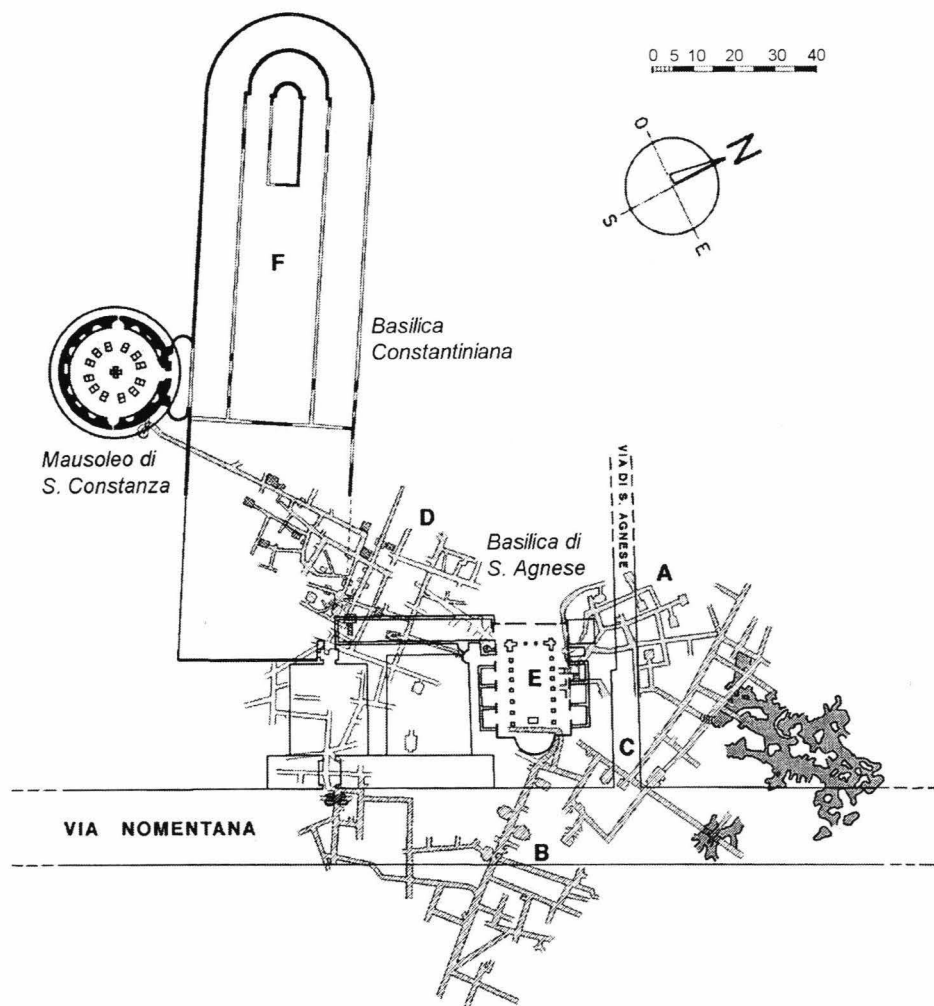 0 5 10 20 30 40
O
N
S
E
F
Basilica
Constantiniana
Mausoleo di
S. Constanza
D
Basilica di
S. Agnese
VIA DI S. AGNESE
A
E
C
VIA NOMENTANA
B